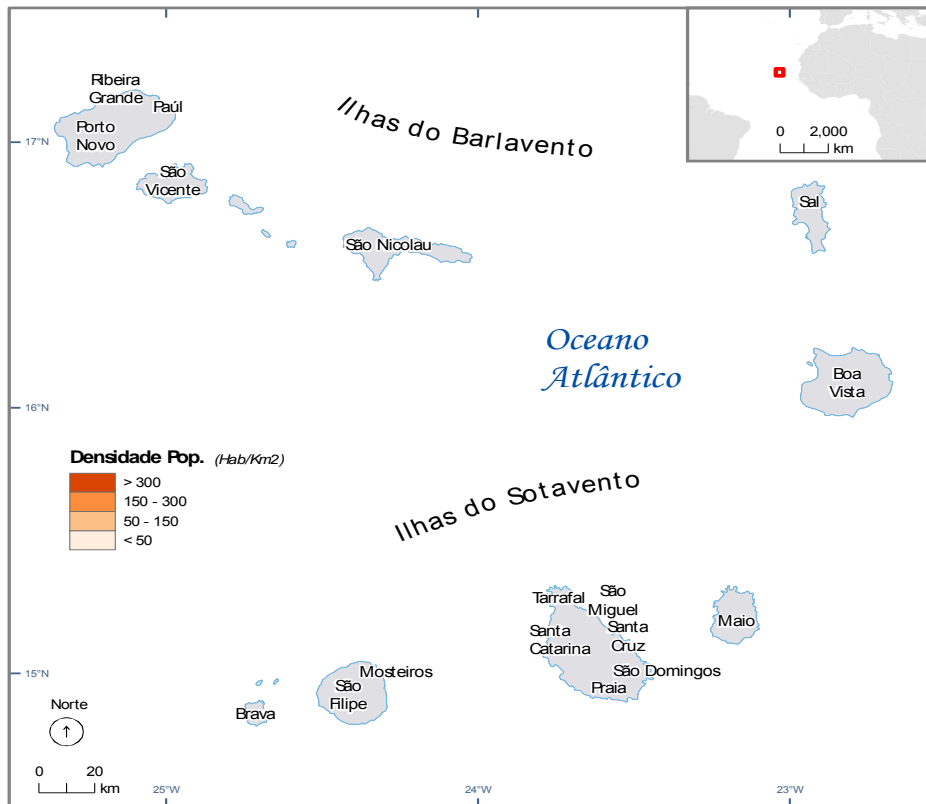 Ribeira
Grande
Paúl
Porto
Novo
São
Vicente
São Nicolau
Sal
Boa
Vista
Ilhas do Barlavento
0 2,000
km
Oceano
Atlântico
17°N
16°N
15°N
Densidade Pop. (Hab/Km2)
> 300
150 - 300
50 - 150
< 50
Ilhas do Sotavento
Tarrafal
São
Miguel
Santa
Cruz
Santa
Catarina
São Domingos
Praia
Maio
Mosteiros
São
Filipe
Brava
Norte
0 20
km
25°W
24°W
23°W